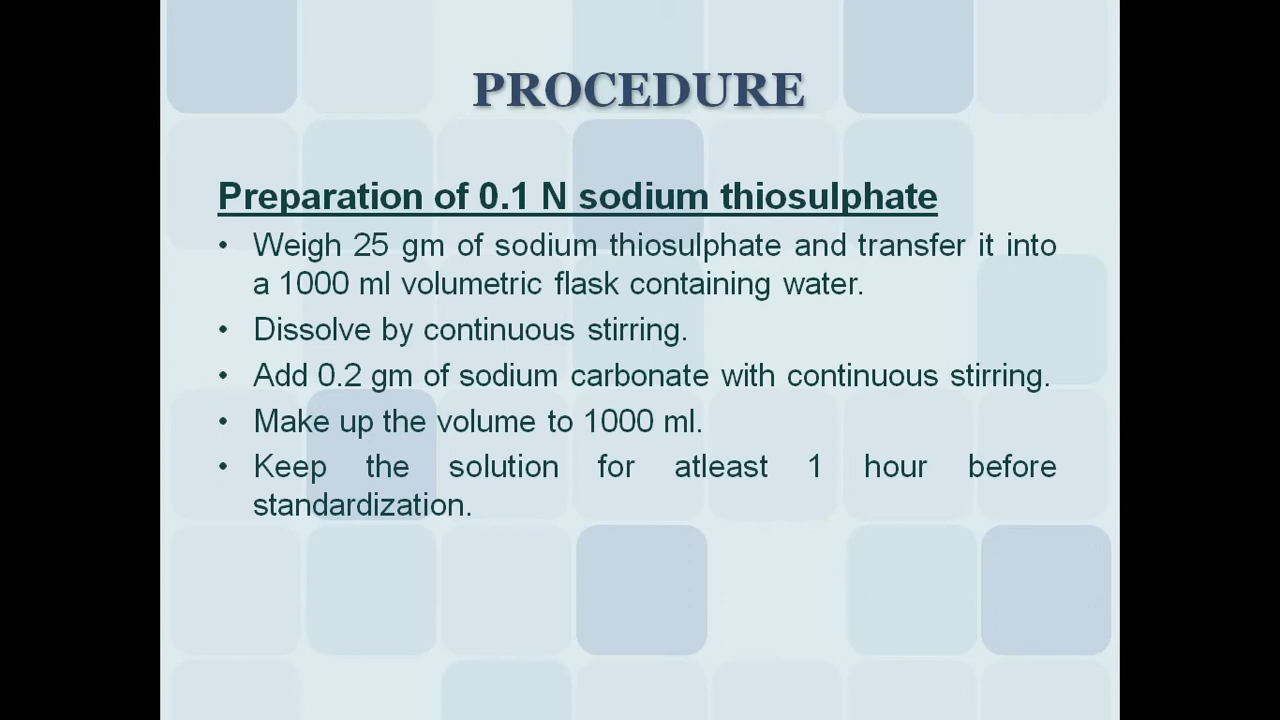 PROCEDURE
Preparation of 0.1 N sodium thiosulphate
• Weigh 25 gm of sodium thiosulphate and transfer it into
a 1000 ml volumetric flask containing water.
• Dissolve by continuous stirring.
• Add 0.2 gm of sodium carbonate with continuous stirring.
• Make up the volume to 1000 ml.
• Keep the solution for atleast 1 hour before
standardization.